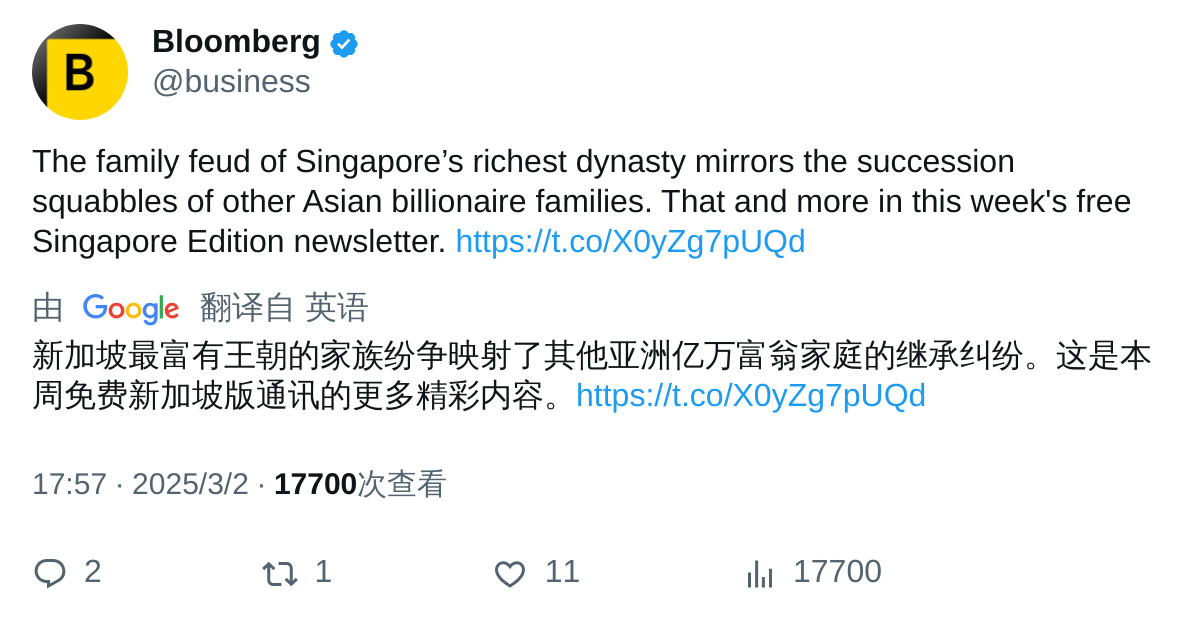 Bloomberg
@business
The family feud of Singapore’s richest dynasty mirrors the succession
squabbles of other Asian billionaire families. That and more in this week's free
Singapore Edition newsletter. https://t.co/X0yZg7pUQd
由 Google 翻译自 英语
新加坡最富有王朝的家族纷争映射了其他亚洲亿万富翁家庭的继承纠纷。这是本
周免费新加坡版通讯的更多精彩内容。https://t.co/X0yZg7pUQd
17:57 · 2025/3/2 · 17700次查看
2 1 11 17700